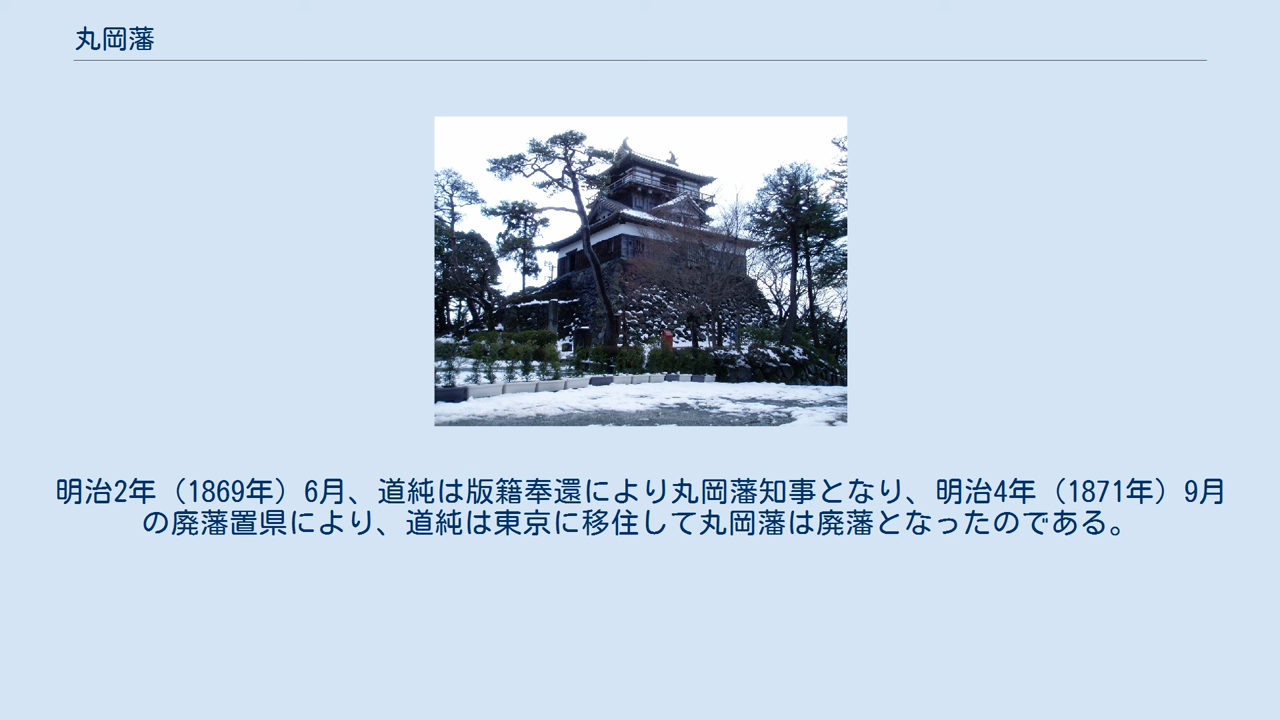 丸岡藩
明治2年（1869年）6月、道純は版籍奉還により丸岡藩知事となり、明治4年（1871年）9月
の廃藩置県により、道純は東京に移住して丸岡藩は廃藩となったのである。